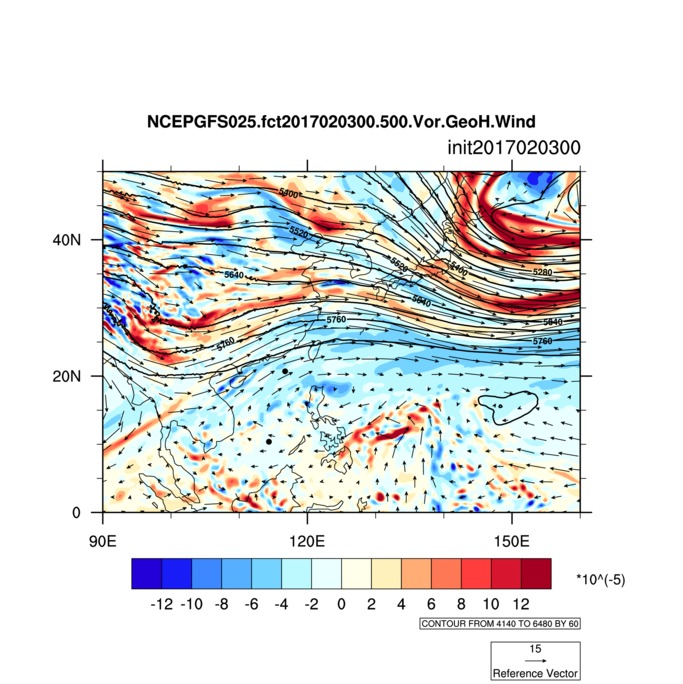 NCEPGFS025.fct2017020300.500.Vor.GeoH.Wind
init2017020300
5400
5520
40N
5640
5520
5400
5280
5640
5760
5640
5760
5760
20N
0
90E 120E 150E
-12 -10 -8 -6 -4 -2 0 2 4 6 8 10 12 *10^(-5)
CONTOUR FROM 4140 TO 6480 BY 60
15
Reference Vector